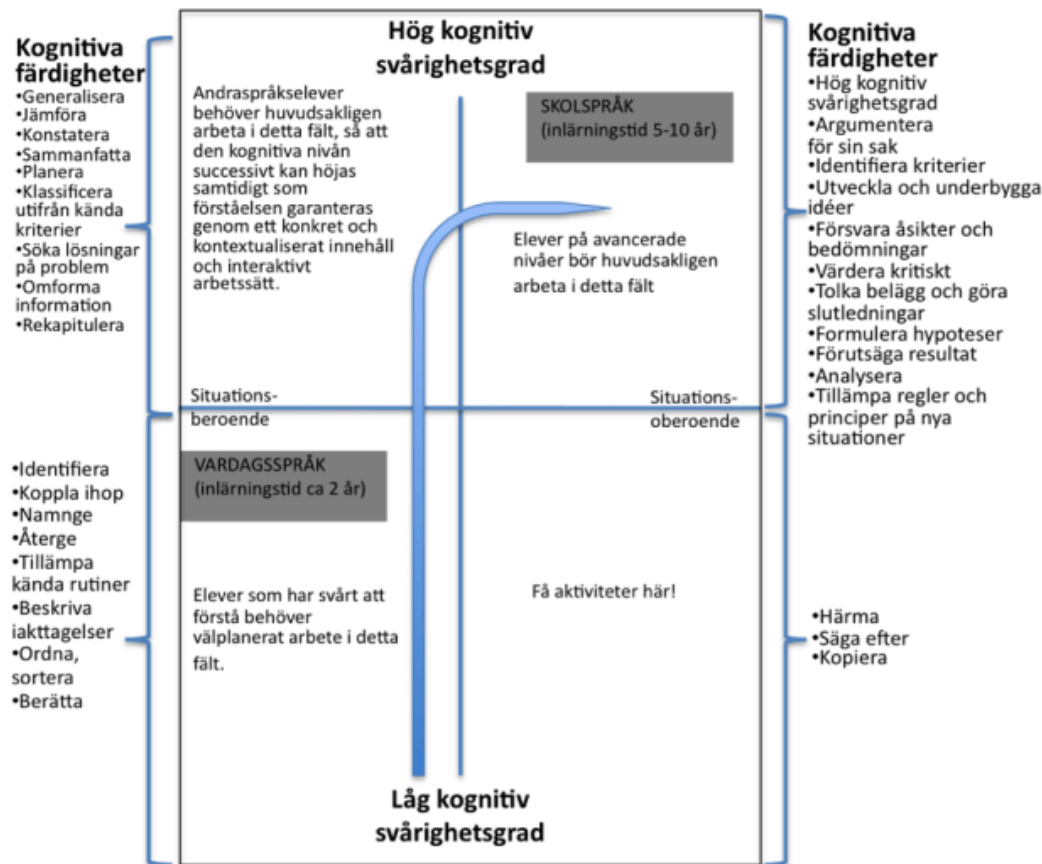 Kognitiva
färdigheter
•Generalisera
•Jämföra
•Konstatera
•Sammanfatta
•Planera
•Klassificera
utifrån kända
kriterier
•Söka lösningar
på problem
•Omforma
information
•Rekapitulera
•Identifiera
•Koppla ihop
•Namnge
•Återge
•Tillämpa
kända rutiner
•Beskriva
iakttagelser
•Ordna,
sortera
•Berätta
Hög kognitiv
svårighetsgrad
Andraspråkselever
behöver huvudsakligen
arbeta i detta fält, så att
den kognitiva nivån
successivt kan höjas
samtidigt som
förståelsen garanteras
genom ett konkret och
kontextualiserat innehåll
och interaktivt
arbetssätt.
SKOLSPRÅK
(inlärningstid 5-10 år)
Elever på avancerade
nivåer bör huvudsakligen
arbeta i detta fält
Situations-
beroende
Situations-
oberoende
VARDAGSSPRÅK
(inlärningstid ca 2 år)
Elever som har svårt att
förstå behöver
välplanerat arbete i detta
fält.
Få aktiviteter här!
Låg kognitiv
svårighetsgrad
Kognitiva
färdigheter
•Hög kognitiv
svårighetsgrad
•Argumentera
för sin sak
•Identifiera kriterier
•Utveckla och underbygga
idéer
•Försvara åsikter och
bedömningar
•Värdera kritiskt
•Tolka belägg och göra
slutledningar
•Formulera hypoteser
•Förutsäga resultat
•Analysera
•Tillämpa regler och
principer på nya
situationer
•Härma
•Säga efter
•Kopiera